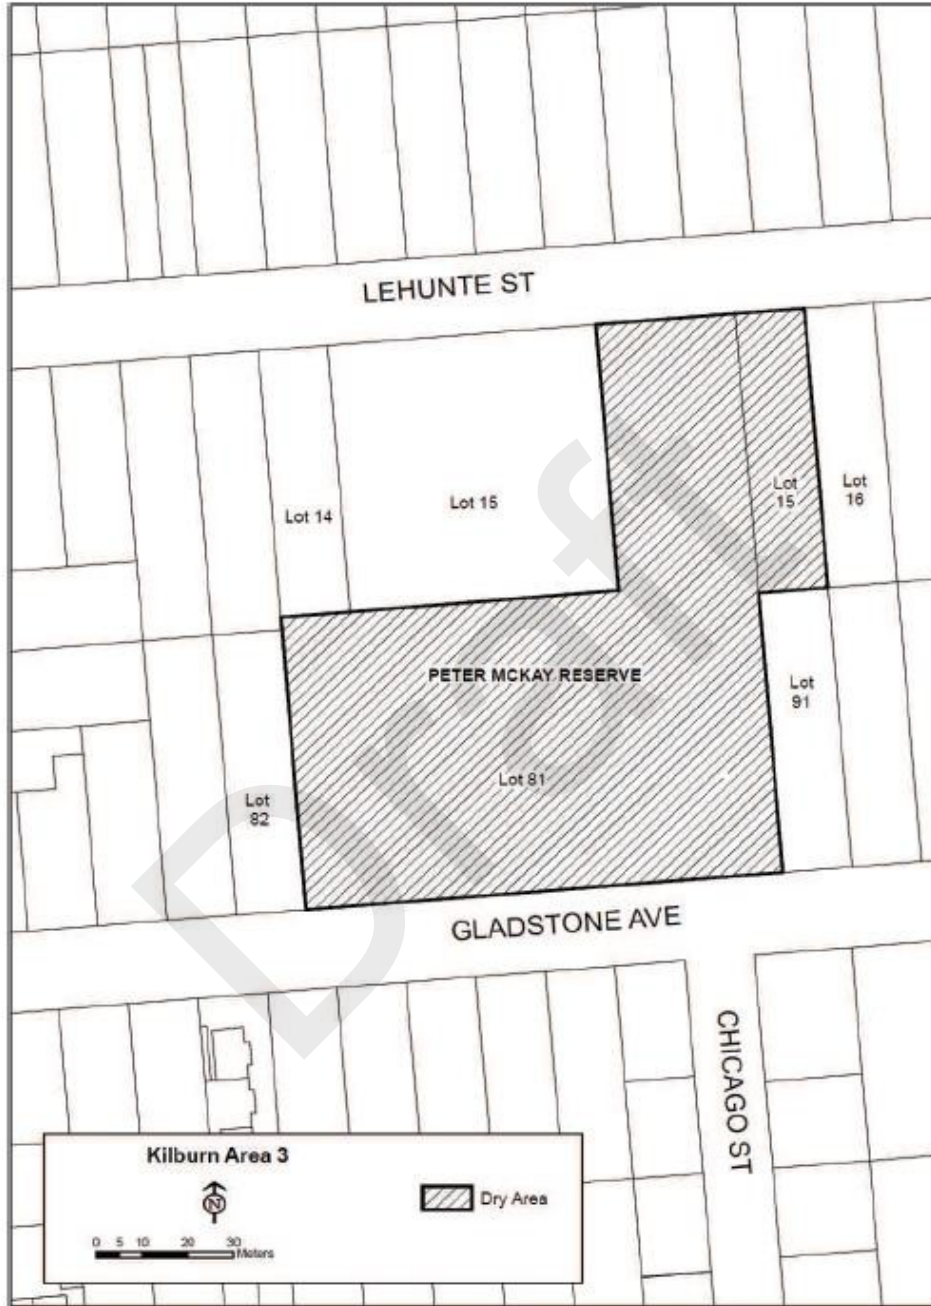 LEHUNTE ST
Lot 14
Lot 15
Lot
15
Lot
16
PETER MCKAY RESERVE
Lot
91
Lot 81
Lot
82
GLADSTONE AVE
CHICAGO ST
Draft
Kilburn Area 3
N
Dry Area
0 5 10 20 30
Meters